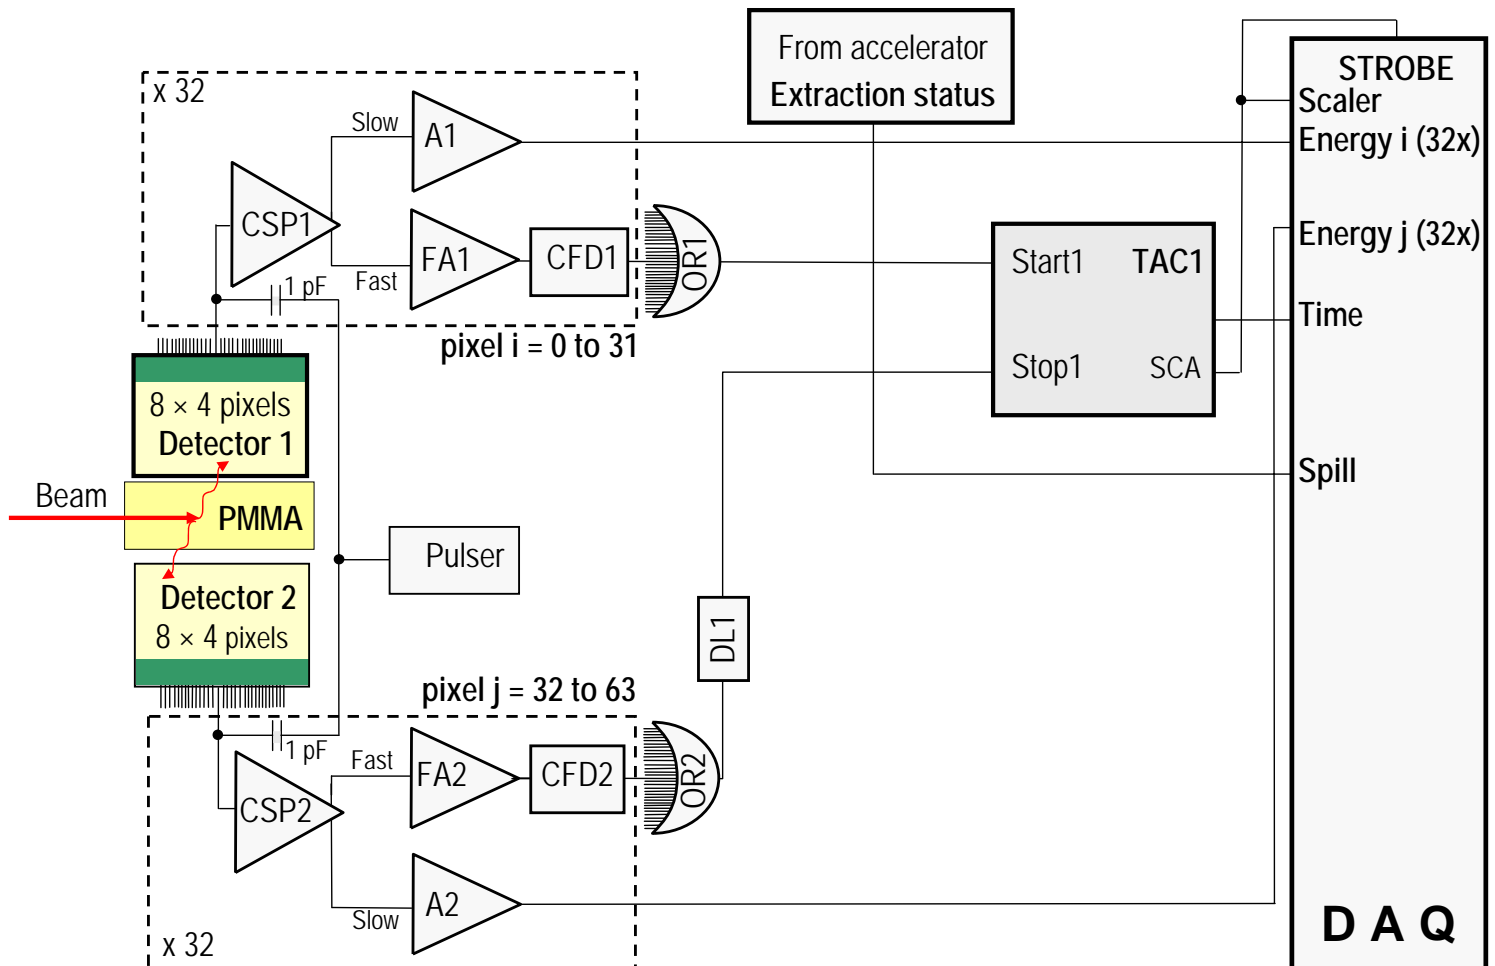 From accelerator
Extraction status
STROBE
Scaler
Energy i (32x)
Energy j (32x)
Time
Spill
D A Q
x 32
Slow
A1
CSP1
Fast
FA1
CFD1
OR1
1 pF
pixel i = 0 to 31
Start1
TAC1
Stop1
SCA
8 × 4 pixels
Detector 1
Beam
PMMA
Pulser
Detector 2
8 × 4 pixels
DL1
pixel j = 32 to 63
1 pF
Fast
FA2
CFD2
OR2
CSP2
Slow
A2
x 32